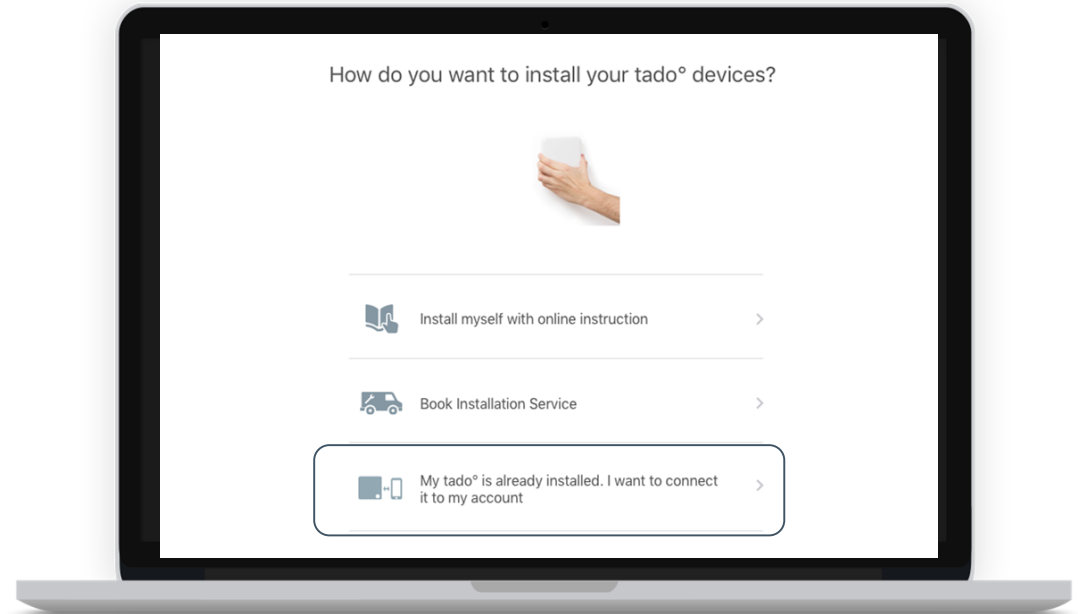 How do you want to install your tado° devices?
Install myself with online instruction
Book Installation Service
My tado° is already installed. I want to connect
it to my account